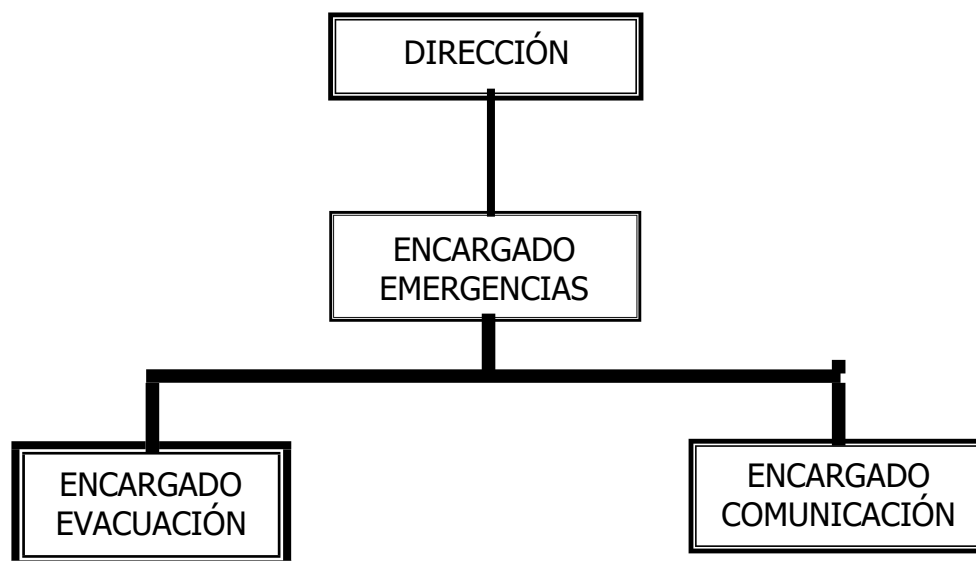 DIRECCIÓN
ENCARGADO
EMERGENCIAS
ENCARGADO
EVACUACIÓN
ENCARGADO
COMUNICACIÓN